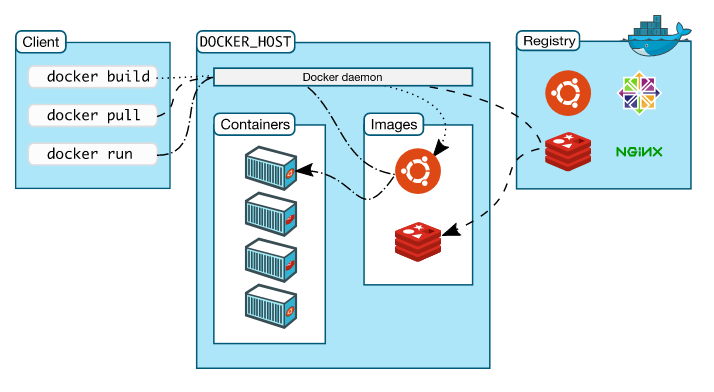 Client
docker build
docker pull
docker run
DOCKER_HOST
Docker daemon
Containers
Images
Registry
NGiNX